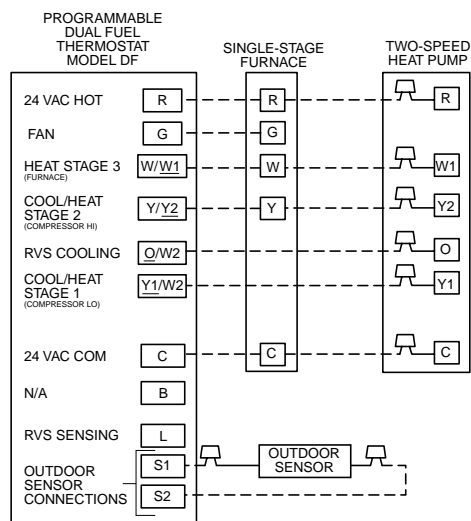 PROGRAMMABLE
DUAL FUEL
THERMOSTAT
MODEL DF
SINGLE-STAGE
FURNACE
TWO-SPEED
HEAT PUMP
24 VAC HOT
R
R
R
FAN
G
G
HEAT STAGE 3
(FURNACE)
W/W1
W
W1
COOL/HEAT
STAGE 2
(COMPRESSOR HI)
Y/Y2
Y
Y2
RVS COOLING
O/W2
O
COOL/HEAT
STAGE 1
(COMPRESSOR LO)
Y1/W2
Y1
24 VAC COM
C
C
C
N/A
B
RVS SENSING
L
OUTDOOR
SENSOR
CONNECTIONS
S1
S2
OUTDOOR
SENSOR